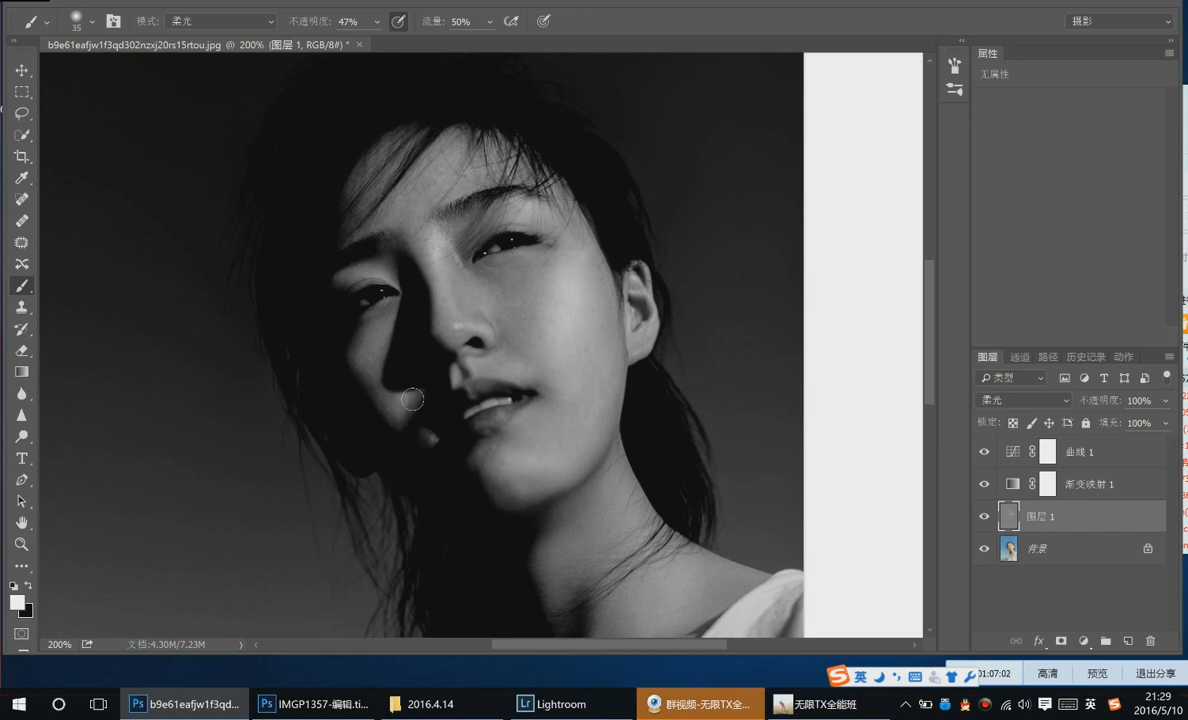 35
模式: 柔光 不透明度: 47% 流量: 50% 摄影
b9e61eafjw1f3qd302nzxj20rs15rtou.jpg @ 200% (图层 1, RGB/8#) * ×
属性
无属性
图层 通道 路径 历史记录 动作
类型
柔光 不透明度: 100%
锁定: 填充: 100%
曲线 1
渐变映射 1
图层 1
背景
fx
200% 文档:4.30M/7.23M
英 01:07:02 高清 预览 退出分享
b9e61eafjw1f3qd... IMGP1357-编辑.ti... 2016.4.14 Lightroom 群视频-无限TX全... 无限TX全能班 英 21:29
2016/5/10